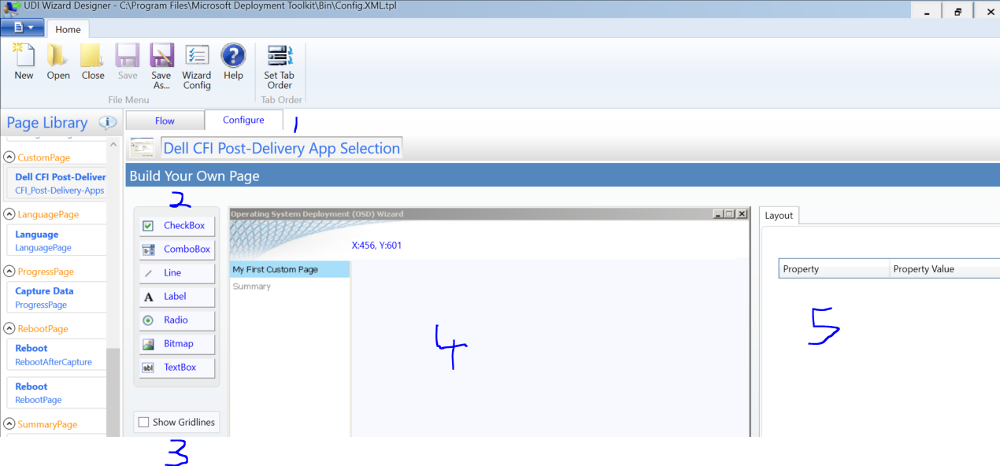 UDI Wizard Designer - C:\Program Files\Microsoft Deployment Toolkit\Bin\Config.XML.tpl
Home
New Open Close Save Save As... Wizard Config Help Set Tab Order
File Menu Tab Order
Page Library
Flow Configure 1
Dell CFI Post-Delivery App Selection
Build Your Own Page
CustomPage
Dell CFI Post-Deliver
CFI_Post-Delivery-Apps
LanguagePage
Language
LanguagePage
ProgressPage
Capture Data
ProgressPage
RebootPage
Reboot
RebootAfterCapture
Reboot
RebootPage
SummaryPage
2
CheckBox
ComboBox
Line
A Label
Radio
Bitmap
abl TextBox
Show Gridlines
3
Operating System Deployment (OSD) Wizard
X:456, Y:601
My First Custom Page
Summary
4
Layout
Property Property Value
5